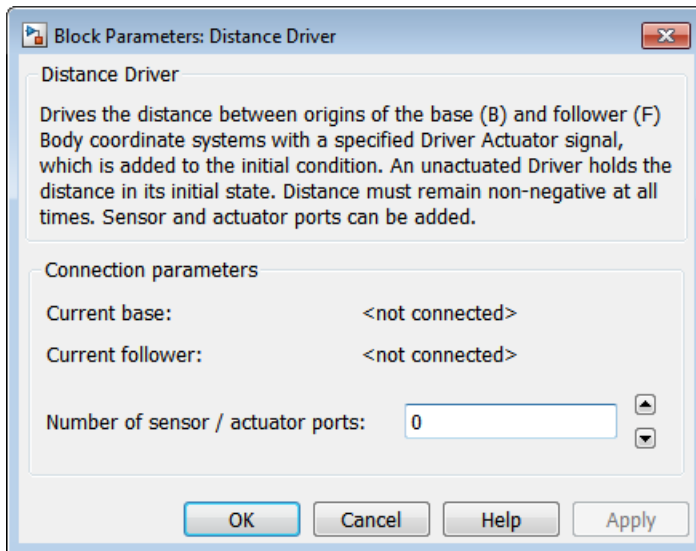 Block Parameters: Distance Driver
Distance Driver
Drives the distance between origins of the base (B) and follower (F)
Body coordinate systems with a specified Driver Actuator signal,
which is added to the initial condition. An unactuated Driver holds the
distance in its initial state. Distance must remain non-negative at all
times. Sensor and actuator ports can be added.
Connection parameters
Current base: <not connected>
Current follower: <not connected>
Number of sensor / actuator ports: 0
OK Cancel Help Apply